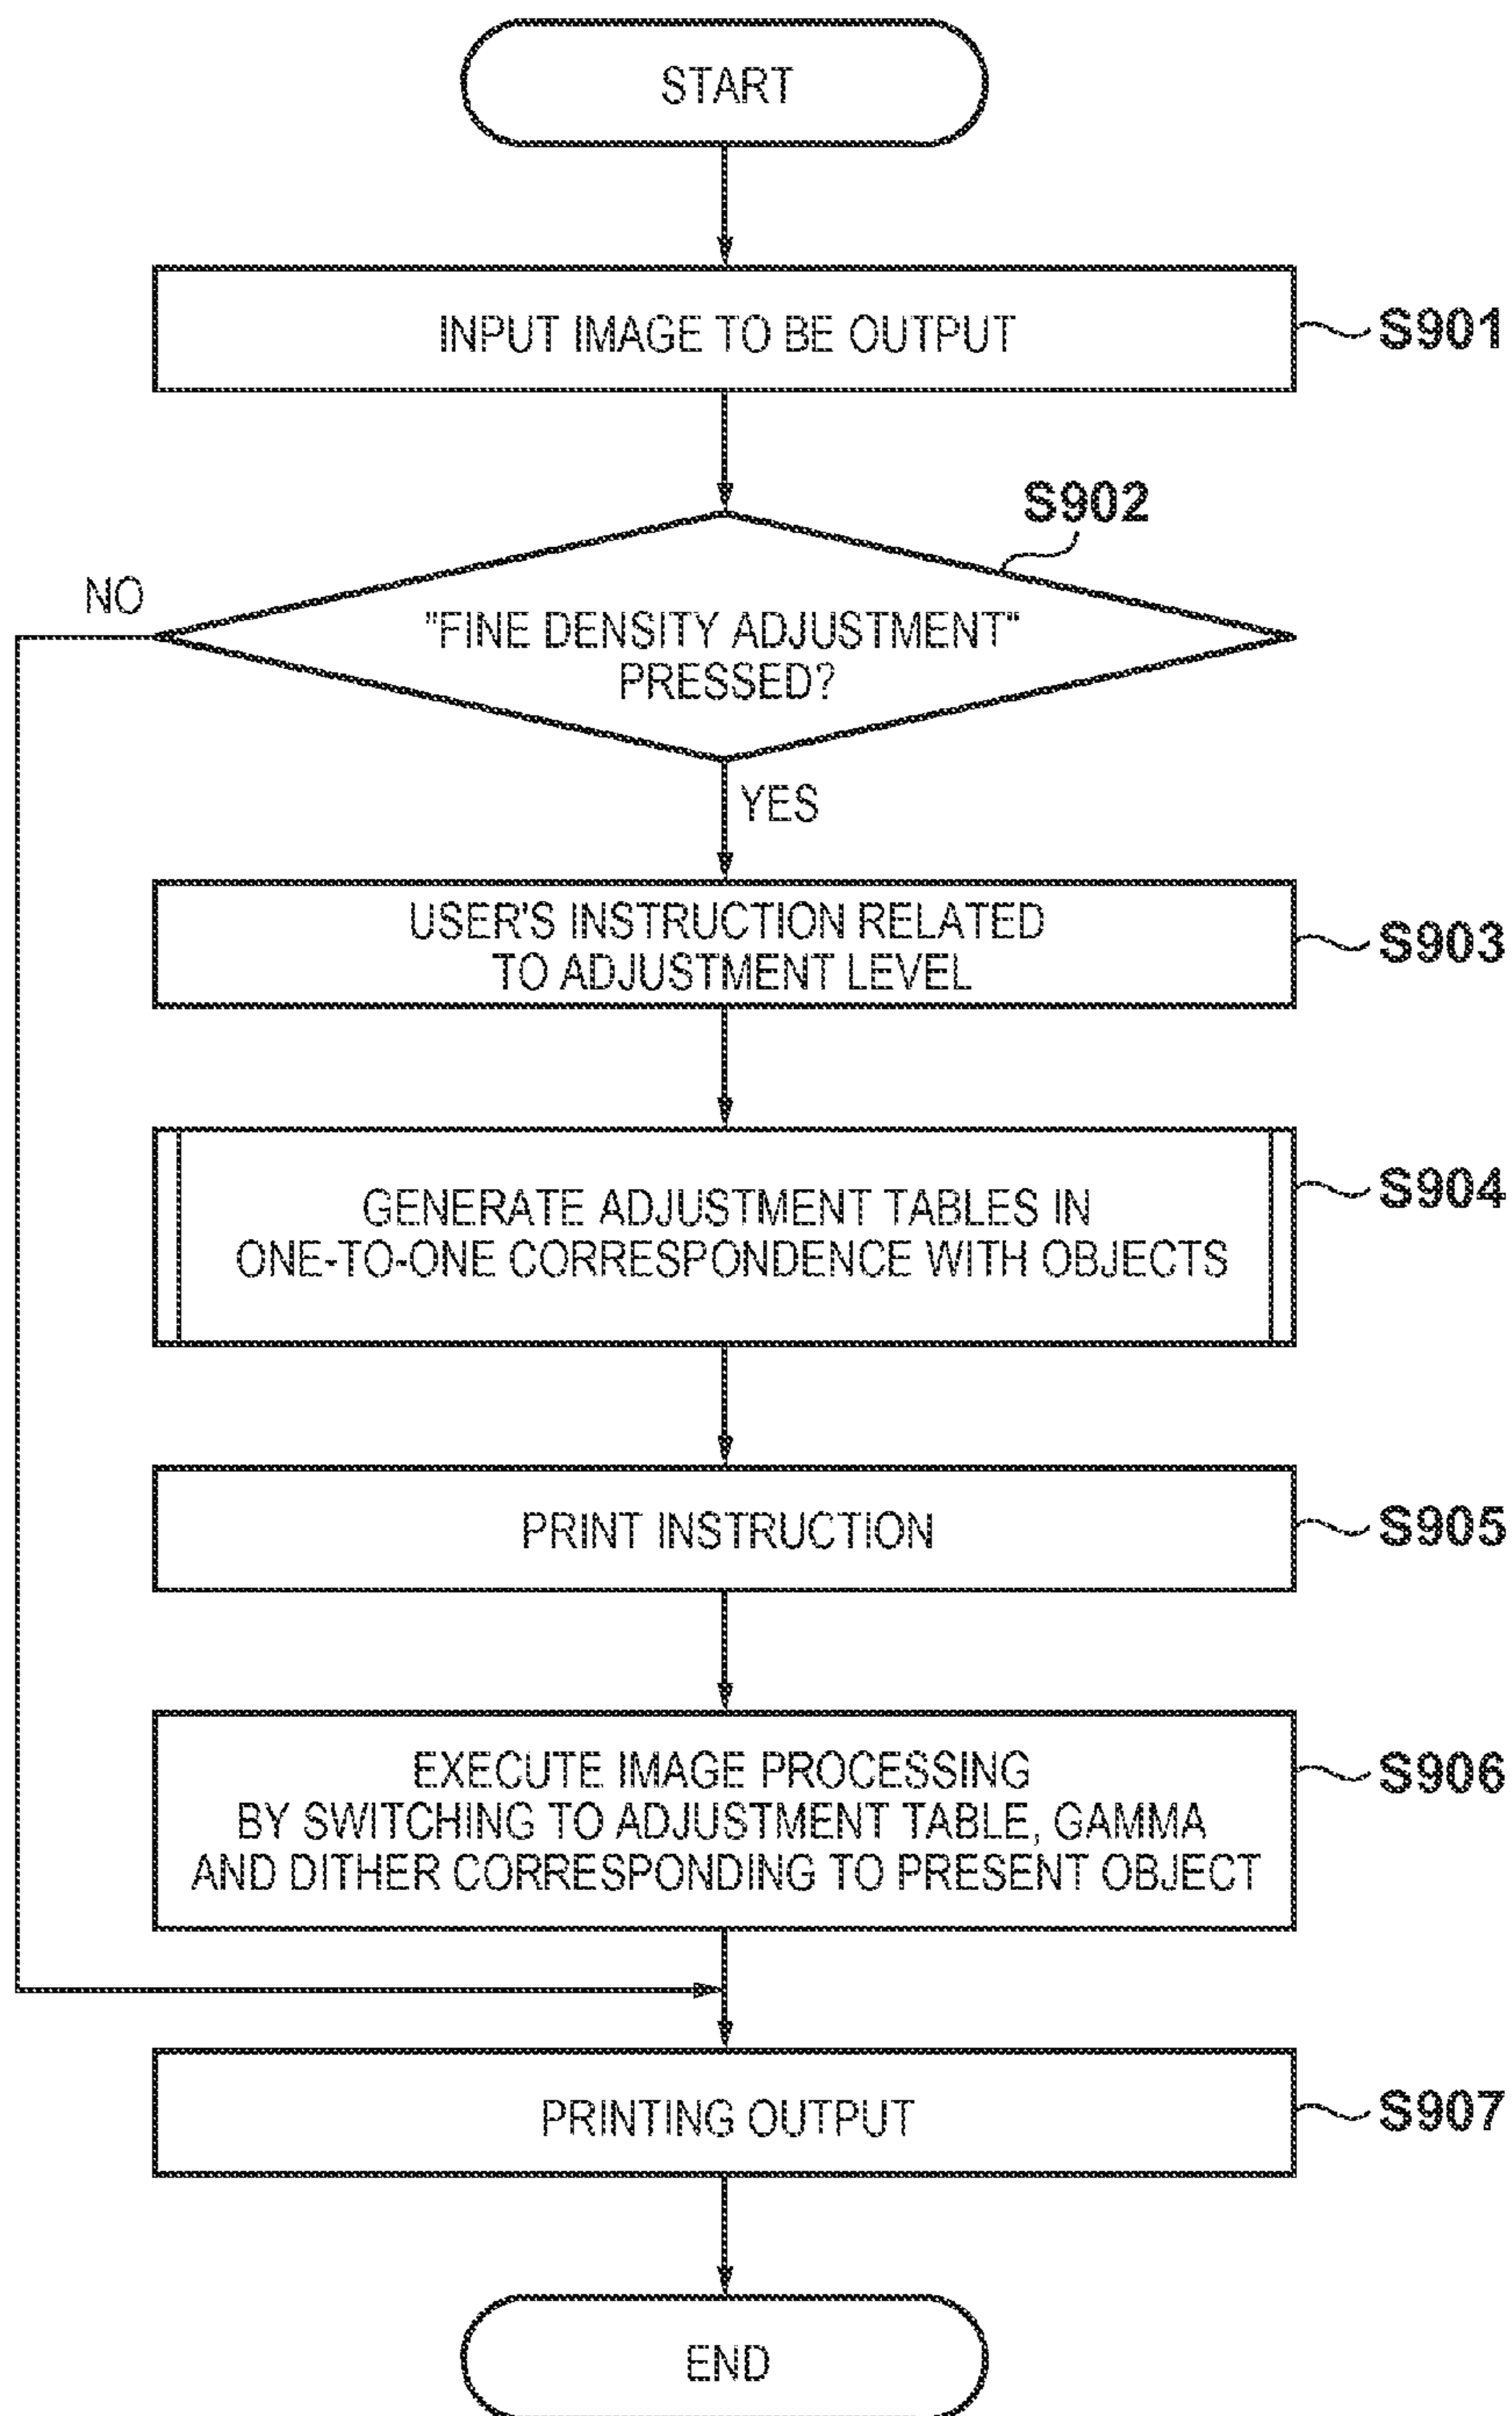 START
INPUT IMAGE TO BE OUTPUT
S901
S902
NO
"FINE DENSITY ADJUSTMENT"
PRESSED?
YES
USER'S INSTRUCTION RELATED
TO ADJUSTMENT LEVEL
S903
GENERATE ADJUSTMENT TABLES IN
ONE-TO-ONE CORRESPONDENCE WITH OBJECTS
S904
PRINT INSTRUCTION
S905
EXECUTE IMAGE PROCESSING
BY SWITCHING TO ADJUSTMENT TABLE, GAMMA
AND DITHER CORRESPONDING TO PRESENT OBJECT
S906
PRINTING OUTPUT
S907
END